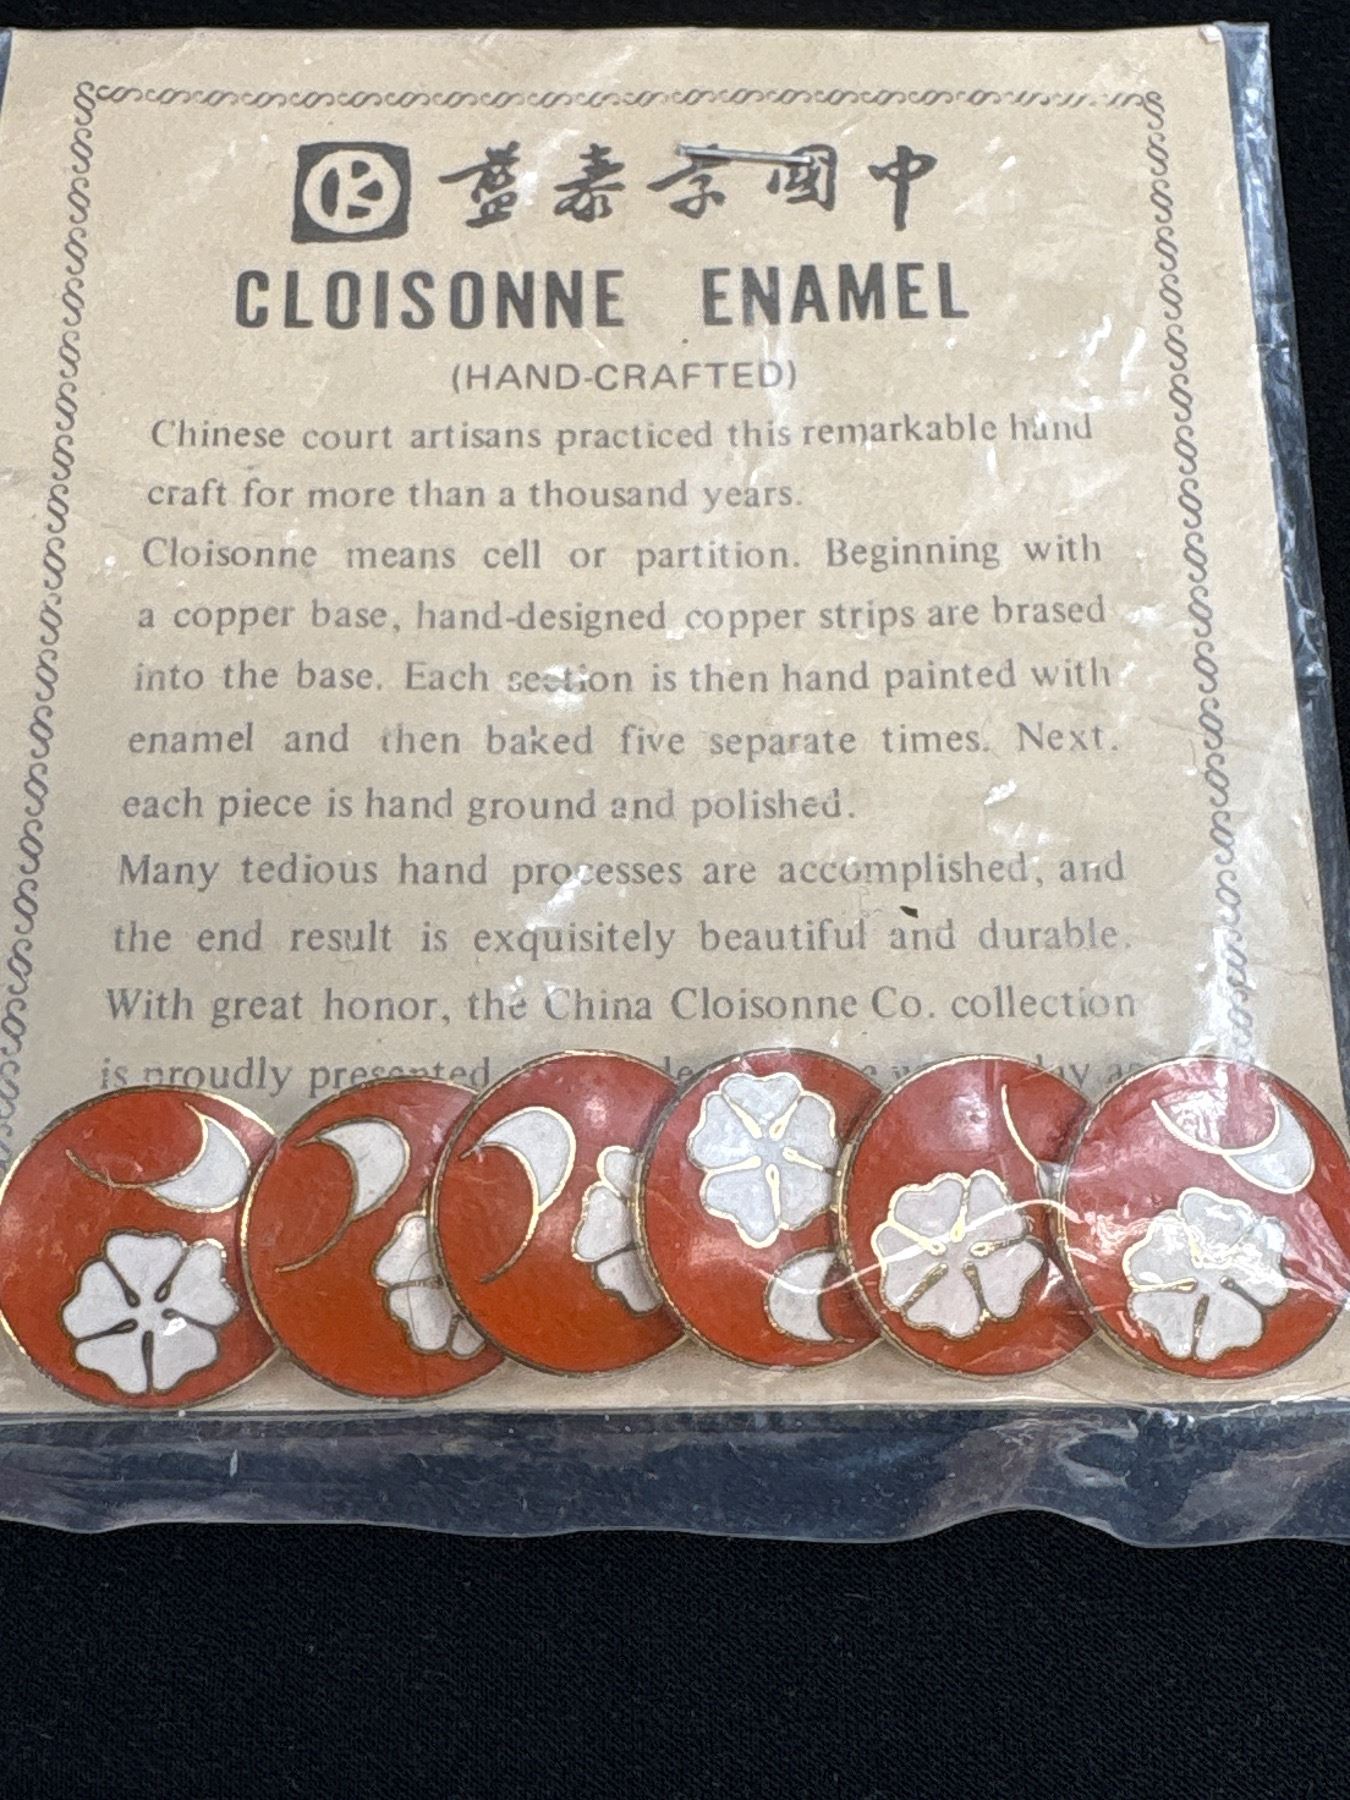 中國景泰藍
CLOISONNE ENAMEL
(HAND-CRAFTED)
Chinese court artisans practiced this remarkable hand
craft for more than a thousand years.
Cloisonne means cell or partition. Beginning with
a copper base, hand-designed copper strips are brased
into the base. Each section is then hand painted with
enamel and then baked five separate times. Next.
each piece is hand ground and polished.
Many tedious hand processes are accomplished, and
the end result is exquisitely beautiful and durable.
With great honor, the China Cloisonne Co. collection
is proudly presented